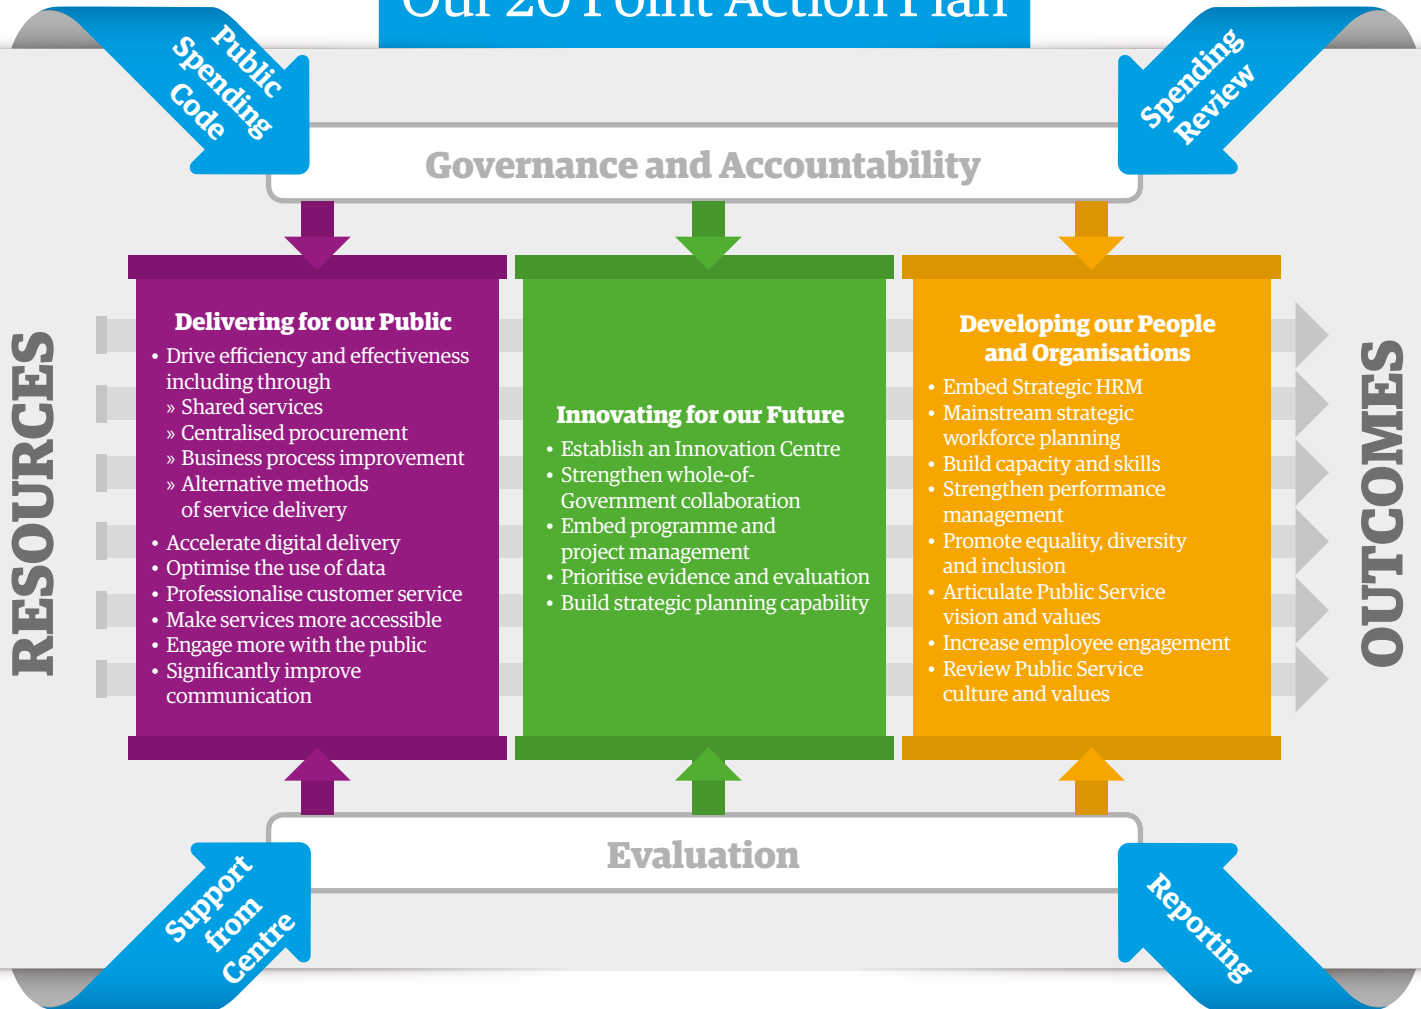 Our 20 Point Action Plan
Public
Spending
Code
Spending
Review
Governance and Accountability
RESOURCES
Delivering for our Public
• Drive efficiency and effectiveness
including through
» Shared services
» Centralised procurement
» Business process improvement
» Alternative methods
of service delivery
• Accelerate digital delivery
• Optimise the use of data
• Professionalise customer service
• Make services more accessible
• Engage more with the public
• Significantly improve
communication
Innovating for our Future
• Establish an Innovation Centre
• Strengthen whole-of-
Government collaboration
• Embed programme and
project management
• Prioritise evidence and evaluation
• Build strategic planning capability
Developing our People
and Organisations
• Embed Strategic HRM
• Mainstream strategic
workforce planning
• Build capacity and skills
• Strengthen performance
management
• Promote equality, diversity
and inclusion
• Articulate Public Service
vision and values
• Increase employee engagement
• Review Public Service
culture and values
OUTCOMES
Evaluation
Support
from
Centre
Reporting